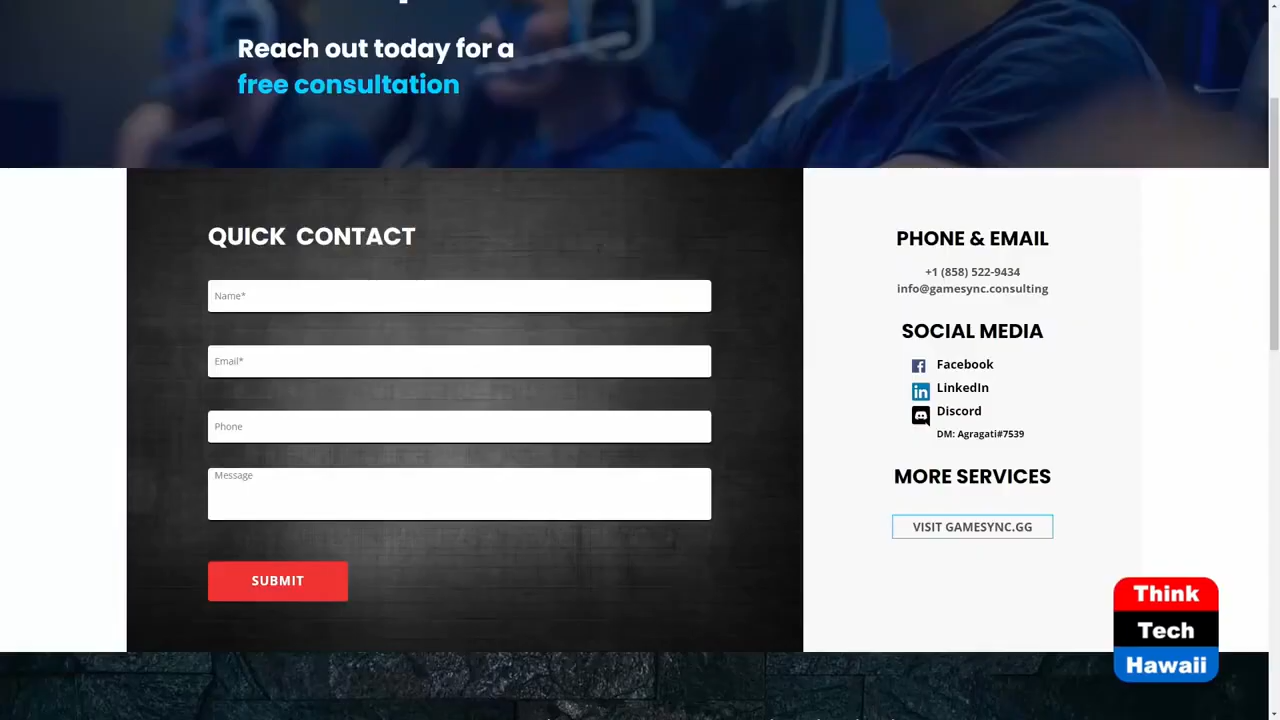 Reach out today for a
free consultation
QUICK CONTACT
Name*
Email*
Phone
Message
SUBMIT
PHONE & EMAIL
+1 (858) 522-9434
info@gamesync.consulting
SOCIAL MEDIA
Facebook
LinkedIn
Discord
DM: Agragati#7539
MORE SERVICES
VISIT GAMESYNC.GG
Think
Tech
Hawaii